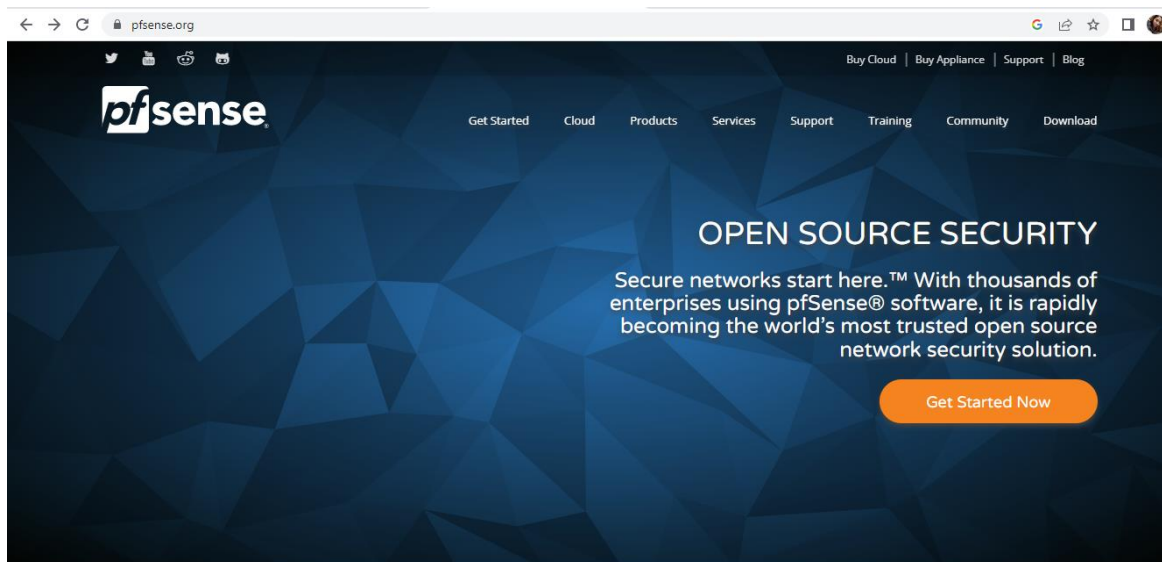 pfsense.org
Buy Cloud | Buy Appliance | Support | Blog
pfsense®
Get Started Cloud Products Services Support Training Community Download
OPEN SOURCE SECURITY
Secure networks start here.™ With thousands of
enterprises using pfSense® software, it is rapidly
becoming the world's most trusted open source
network security solution.
Get Started Now